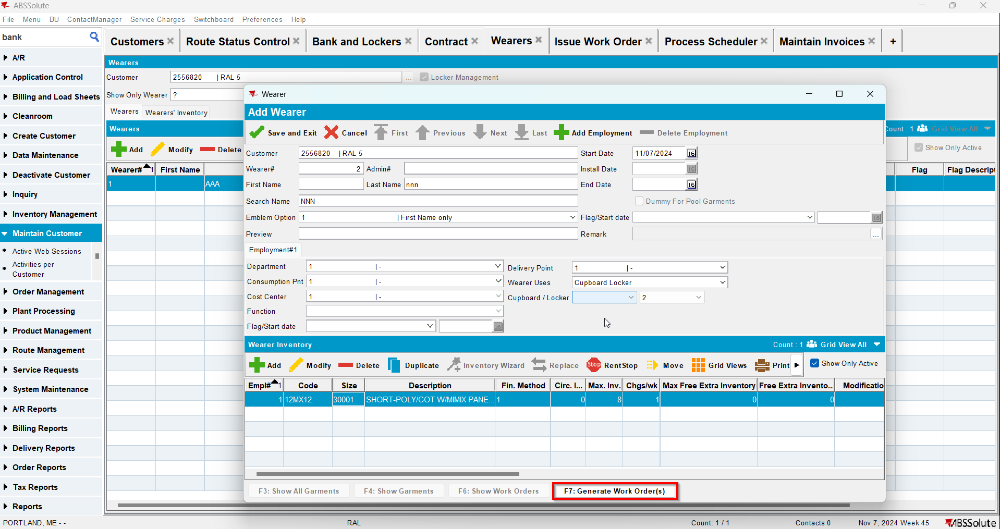 ABSSolute
File Menu BU ContactManager Service Charges Switchboard Preferences Help
bank
Customers Route Status Control Bank and Lockers Contract Wearers Issue Work Order Process Scheduler Maintain Invoices +
A/R
Application Control
Billing and Load Sheets
Cleanroom
Create Customer
Data Maintenance
Deactivate Customer
Inquiry
Inventory Management
Maintain Customer
Active Web Sessions
Activities per
Customer
Order Management
Plant Processing
Product Management
Route Management
Service Requests
System Maintenance
A/R Reports
Billing Reports
Delivery Reports
Order Reports
Tax Reports
Reports
Wearers
Customer 2556820 | RAL 5 ... Locker Management
Show Only Wearer ?
Wearers Wearers' Inventory
Wearers
Count : 1 Grid View All
Add Modify Delete
Show Only Active
Wearer# 1 First Name
Flag Flag Descript
1 AAA
Wearer
Add Wearer
Save and Exit Cancel First Previous Next Last Add Employment Delete Employment
Customer 2556820 | RAL 5 Start Date 11/07/2024 16
Wearer# 2 Admin# Install Date 16
First Name Last Name nnn End Date 16
Search Name NNN Dummy For Pool Garments
Emblem Option 1 | First Name only Flag/Start date 16
Preview Remark ...
Employment#1
Department 1 | - Delivery Point 1 | -
Consumption Pnt 1 | - Wearer Uses Cupboard Locker
Cost Center 1 | - Cupboard / Locker 2
Function
Flag/Start date 16
Wearer Inventory Count : 1 Grid View All
Add Modify Delete Duplicate Inventory Wizard Replace Stop RentStop Move Grid Views Print Show Only Active
Empl# 1 Code Size Description Fin. Method Circ. I... Max. Inv. Chgs/wk Max Free Extra Inventory Free Extra Invento... Modificatio
1 12MX12 30001 SHORT-POLY/COT W/MIMIX PANE... 1 0 8 1 0 0
F3: Show All Garments F4: Show Garments F6: Show Work Orders F7: Generate Work Order(s)
PORTLAND, ME - - RAL Count: 1 / 1 Contacts 0 Nov 7, 2024 Week 45 ABSSolute